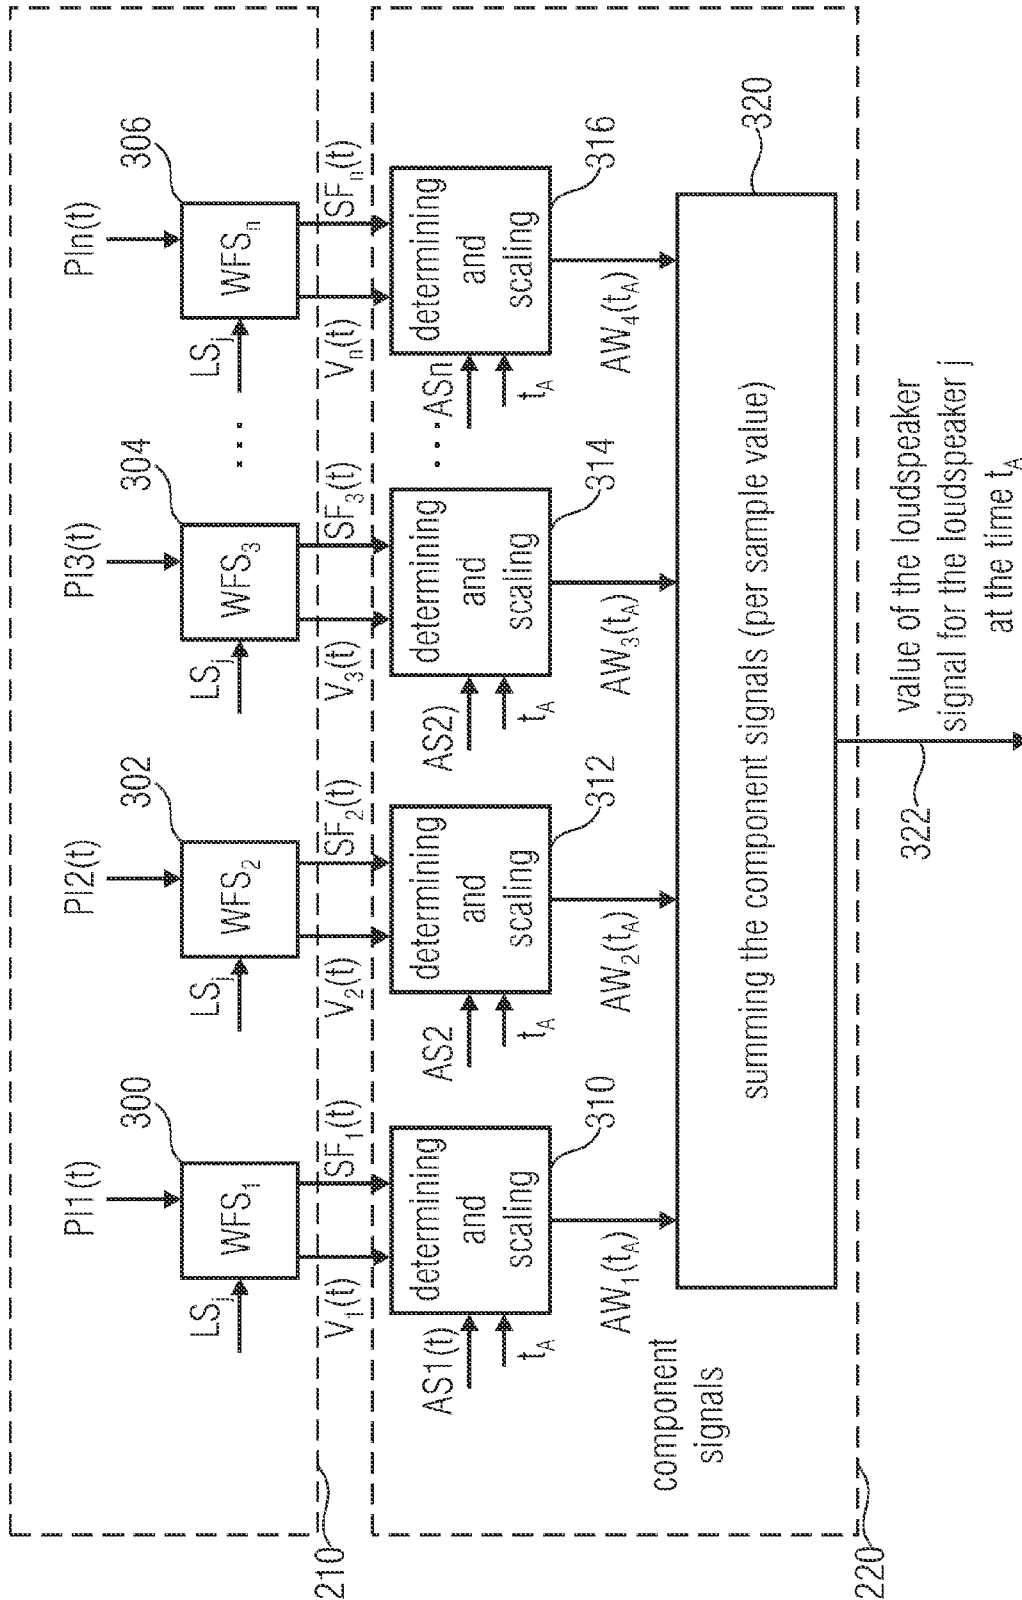 PI1(t)
PI2(t)
PI3(t)
PIn(t)
300
302
304
306
LSj
WFS1
LSj
WFS2
LSj
WFS3
...
LSj
WFSn
210
V1(t)
SF1(t)
V2(t)
SF2(t)
V3(t)
SF3(t)
Vn(t)
SFn(t)
AS1(t)
tA
determining
and
scaling
310
AS2
tA
determining
and
scaling
312
AS2)
tA
determining
and
scaling
314
...
ASn
tA
determining
and
scaling
316
component
signals
AW1(tA)
AW2(tA)
AW3(tA)
AW4(tA)
320
summing the component signals (per sample value)
220
322
value of the loudspeaker
signal for the loudspeaker j
at the time tA